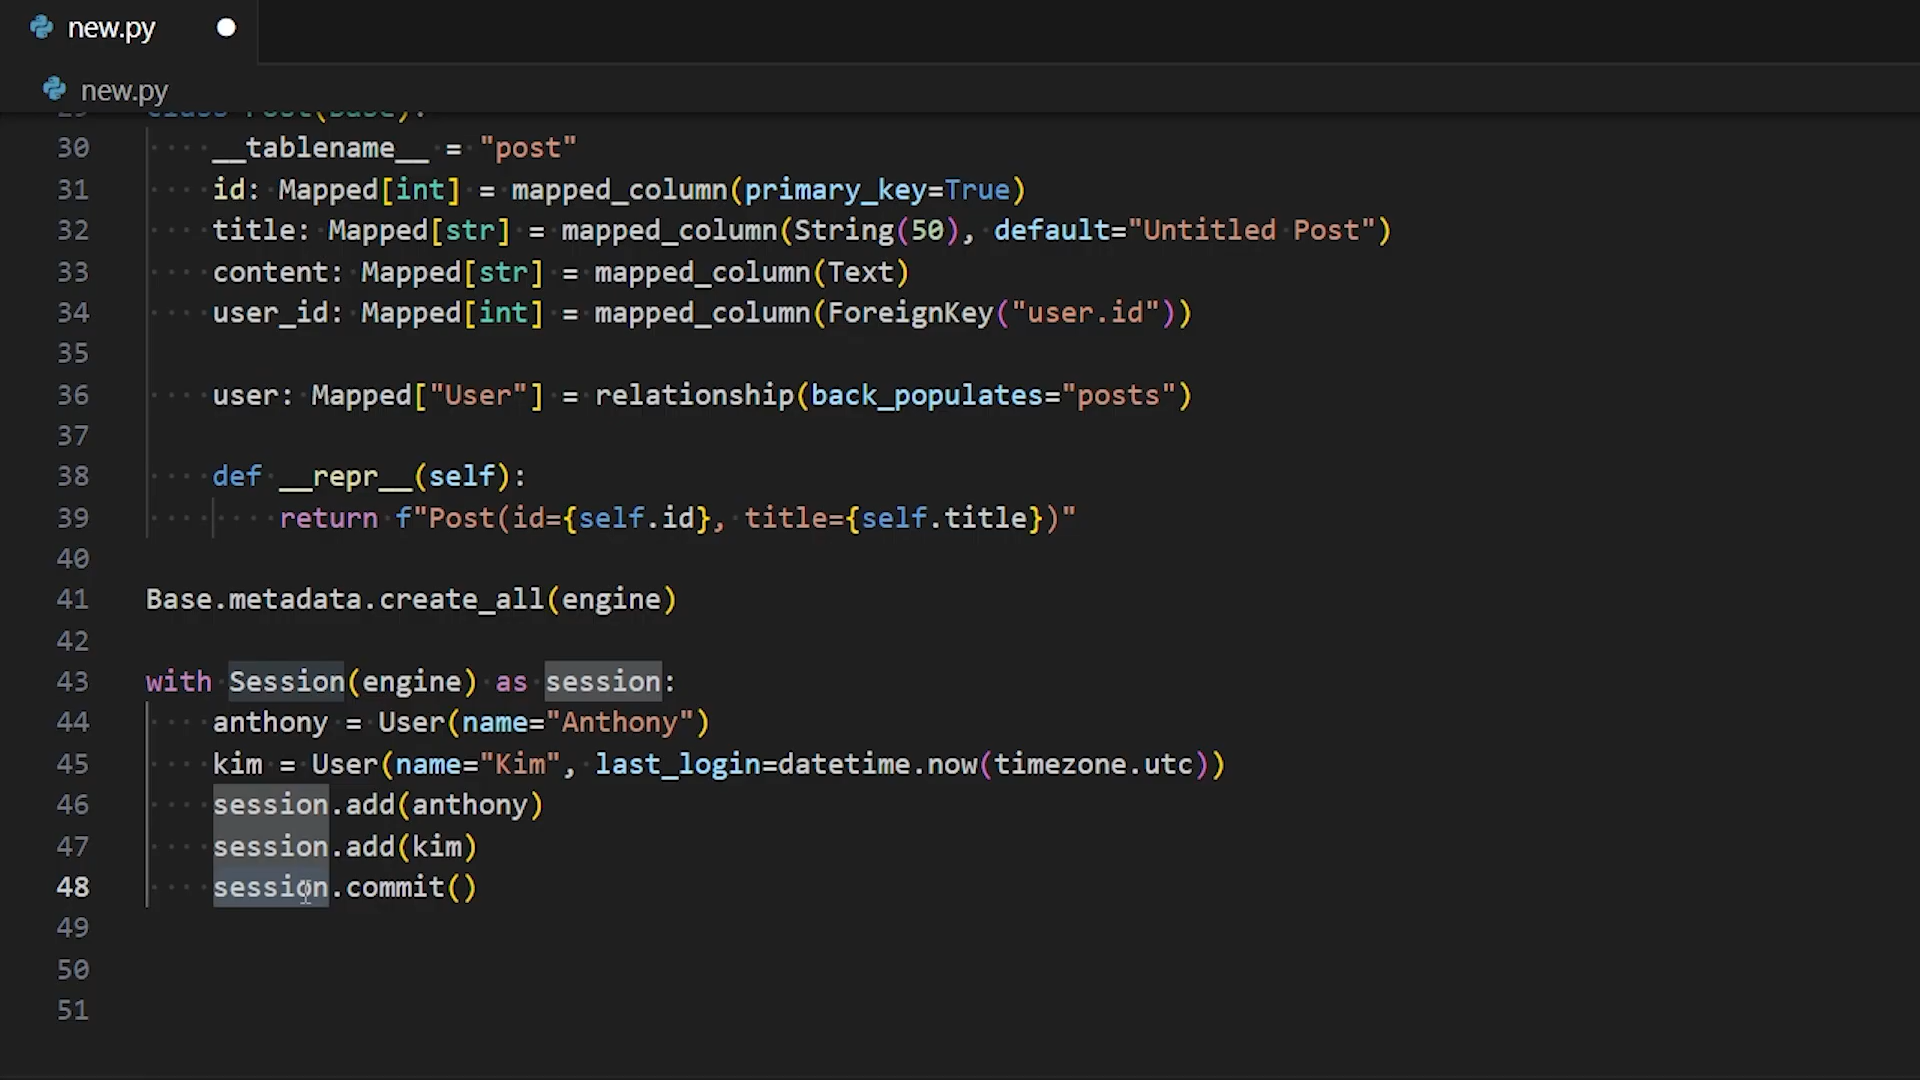 new.py
new.py
29 class Post(Base):
30 __tablename__ = "post"
31 id: Mapped[int] = mapped_column(primary_key=True)
32 title: Mapped[str] = mapped_column(String(50), default="Untitled Post")
33 content: Mapped[str] = mapped_column(Text)
34 user_id: Mapped[int] = mapped_column(ForeignKey("user.id"))
35
36 user: Mapped["User"] = relationship(back_populates="posts")
37
38 def __repr__(self):
39 return f"Post(id={self.id}, title={self.title})"
40
41 Base.metadata.create_all(engine)
42
43 with Session(engine) as session:
44 anthony = User(name="Anthony")
45 kim = User(name="Kim", last_login=datetime.now(timezone.utc))
46 session.add(anthony)
47 session.add(kim)
48 session.commit()
49
50
51